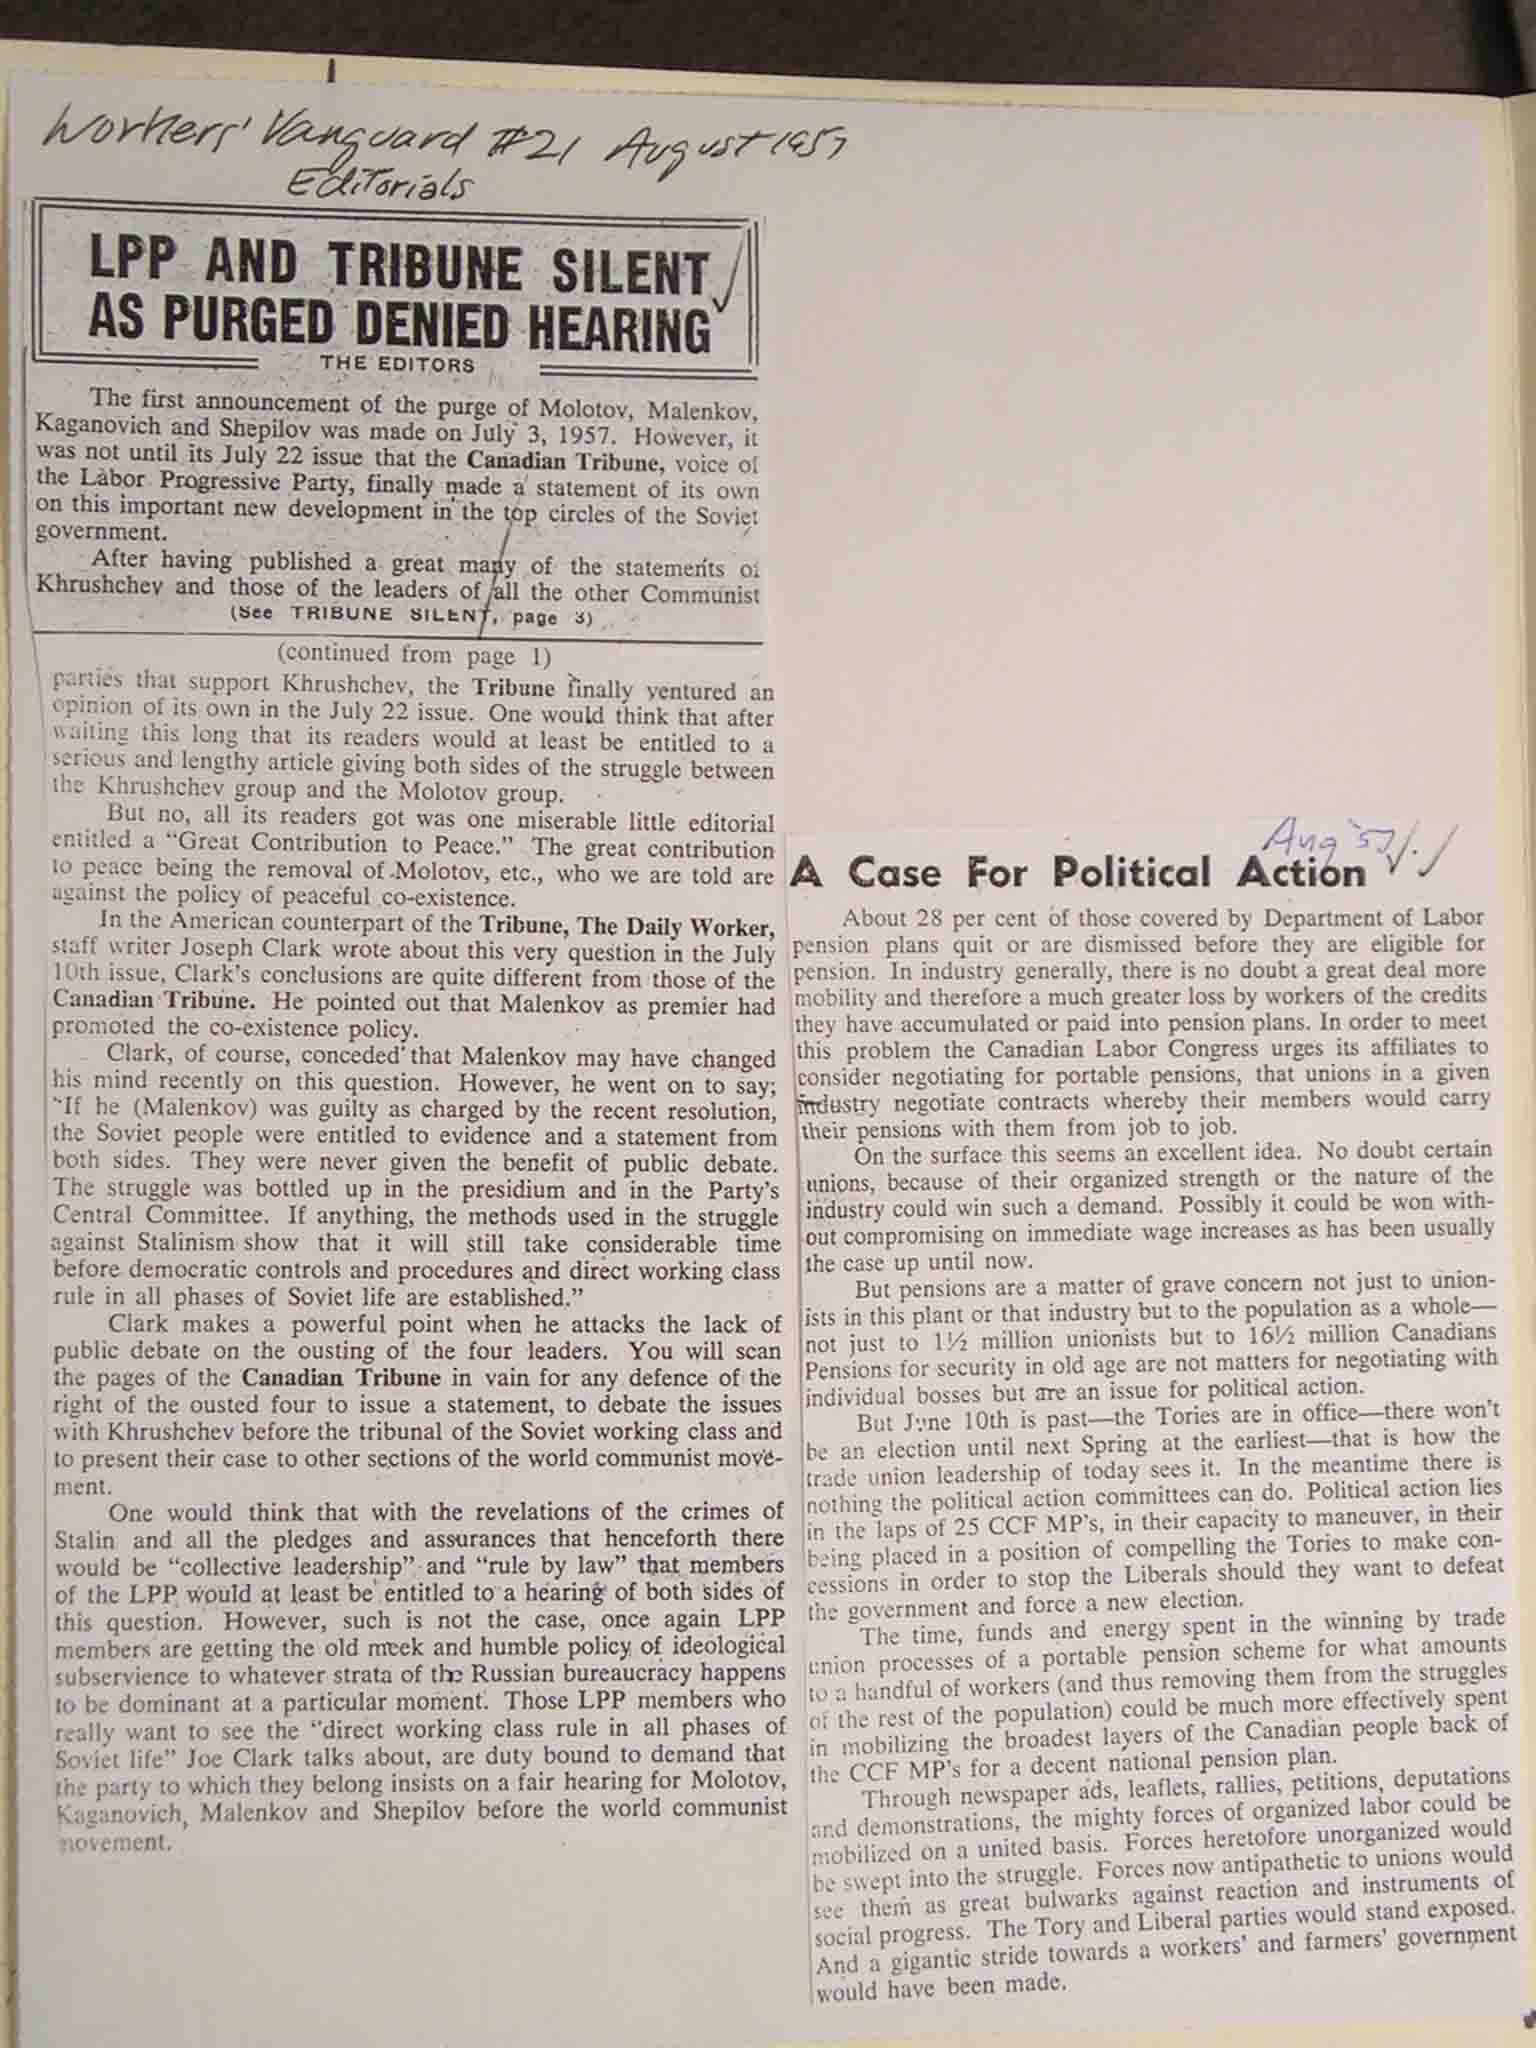 Workers' Vanguard #21 August 1957
Editorials
LPP AND TRIBUNE SILENT
AS PURGED DENIED HEARING
THE EDITORS
The first announcement of the purge of Molotov, Malenkov,
Kaganovich and Shepilov was made on July 3, 1957. However, it
was not until its July 22 issue that the Canadian Tribune, voice of
the Labor Progressive Party, finally made a statement of its own
on this important new development in the top circles of the Soviet
government.
After having published a great many of the statements of
Khrushchev and those of the leaders of all the other Communist
(See TRIBUNE SILENT, page 3)
(continued from page 1)
parties that support Khrushchev, the Tribune finally ventured an
opinion of its own in the July 22 issue. One would think that after
waiting this long that its readers would at least be entitled to a
serious and lengthy article giving both sides of the struggle between
the Khrushchev group and the Molotov group.
But no, all its readers got was one miserable little editorial
entitled a "Great Contribution to Peace." The great contribution
to peace being the removal of Molotov, etc., who we are told are
against the policy of peaceful co-existence.
In the American counterpart of the Tribune, The Daily Worker,
staff writer Joseph Clark wrote about this very question in the July
10th issue, Clark's conclusions are quite different from those of the
Canadian Tribune. He pointed out that Malenkov as premier had
promoted the co-existence policy.
Clark, of course, conceded that Malenkov may have changed
his mind recently on this question. However, he went on to say;
"If he (Malenkov) was guilty as charged by the recent resolution,
the Soviet people were entitled to evidence and a statement from
both sides. They were never given the benefit of public debate.
The struggle was bottled up in the presidium and in the Party's
Central Committee. If anything, the methods used in the struggle
against Stalinism show that it will still take considerable time
before democratic controls and procedures and direct working class
rule in all phases of Soviet life are established."
Clark makes a powerful point when he attacks the lack of
public debate on the ousting of the four leaders. You will scan
the pages of the Canadian Tribune in vain for any defence of the
right of the ousted four to issue a statement, to debate the issues
with Khrushchev before the tribunal of the Soviet working class and
to present their case to other sections of the world communist move-
ment.
One would think that with the revelations of the crimes of
Stalin and all the pledges and assurances that henceforth there
would be "collective leadership" and "rule by law" that members
of the LPP would at least be entitled to a hearing of both sides of
this question. However, such is not the case, once again LPP
members are getting the old meek and humble policy of ideological
subservience to whatever strata of the Russian bureaucracy happens
to be dominant at a particular moment. Those LPP members who
really want to see the "direct working class rule in all phases of
Soviet life" Joe Clark talks about, are duty bound to demand that
the party to which they belong insists on a fair hearing for Molotov,
Kaganovich, Malenkov and Shepilov before the world communist
movement.
Aug '57
A Case For Political Action
About 28 per cent of those covered by Department of Labor
pension plans quit or are dismissed before they are eligible for
pension. In industry generally, there is no doubt a great deal more
mobility and therefore a much greater loss by workers of the credits
they have accumulated or paid into pension plans. In order to meet
this problem the Canadian Labor Congress urges its affiliates to
consider negotiating for portable pensions, that unions in a given
industry negotiate contracts whereby their members would carry
their pensions with them from job to job.
On the surface this seems an excellent idea. No doubt certain
unions, because of their organized strength or the nature of the
industry could win such a demand. Possibly it could be won with-
out compromising on immediate wage increases as has been usually
the case up until now.
But pensions are a matter of grave concern not just to union-
ists in this plant or that industry but to the population as a whole—
not just to 1½ million unionists but to 16½ million Canadians
Pensions for security in old age are not matters for negotiating with
individual bosses but are an issue for political action.
But June 10th is past—the Tories are in office—there won't
be an election until next Spring at the earliest—that is how the
trade union leadership of today sees it. In the meantime there is
nothing the political action committees can do. Political action lies
in the laps of 25 CCF MP's, in their capacity to maneuver, in their
being placed in a position of compelling the Tories to make con-
cessions in order to stop the Liberals should they want to defeat
the government and force a new election.
The time, funds and energy spent in the winning by trade
union processes of a portable pension scheme for what amounts
to a handful of workers (and thus removing them from the struggles
of the rest of the population) could be much more effectively spent
in mobilizing the broadest layers of the Canadian people back of
the CCF MP's for a decent national pension plan.
Through newspaper ads, leaflets, rallies, petitions, deputations
and demonstrations, the mighty forces of organized labor could be
mobilized on a united basis. Forces heretofore unorganized would
be swept into the struggle. Forces now antipathetic to unions would
see them as great bulwarks against reaction and instruments of
social progress. The Tory and Liberal parties would stand exposed.
And a gigantic stride towards a workers' and farmers' government
would have been made.